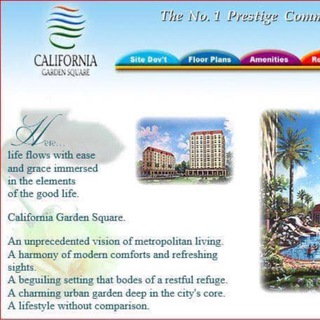 The No. 1 Prestige
CALIFORNIA
GARDEN SQUARE
Site Dev't
Floor Plans
Amenities
Here...
life flows with ease
and grace immersed
in the elements
of the good life.
California Garden Square.
An unprecedented vision of metropolitan living.
A harmony of modern comforts and refreshing
sights.
A beguiling setting that bodes of a restful refuge.
A charming urban garden deep in the city's core.
A lifestyle without comparison.